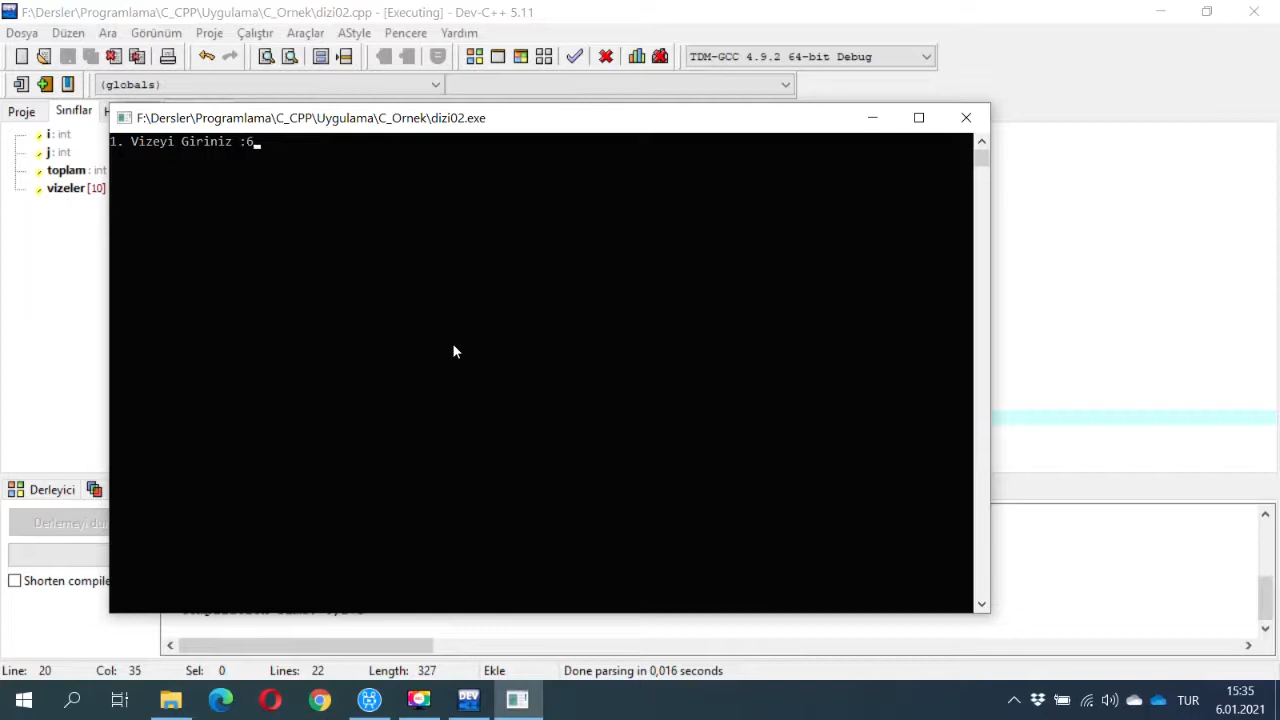 F:\Dersler\Programlama\C_CPP\Uygulama\C_Ornek\dizi02.cpp - [Executing] - Dev-C++ 5.11
Dosya Düzen Ara Görünüm Proje Çalıştır Araçlar AStyle Pencere Yardım
TDM-GCC 4.9.2 64-bit Debug
(globals)
Proje Sınıflar
F:\Dersler\Programlama\C_CPP\Uygulama\C_Ornek\dizi02.exe
i : int
j : int
toplam : int
vizeler [10]
1. Vizeyi Giriniz :6
Derleyici
Derlemeyi du
Shorten compile
Line: 20 Col: 35 Sel: 0 Lines: 22 Length: 327 Ekle Done parsing in 0,016 seconds
DEV
TUR
15:35
6.01.2021